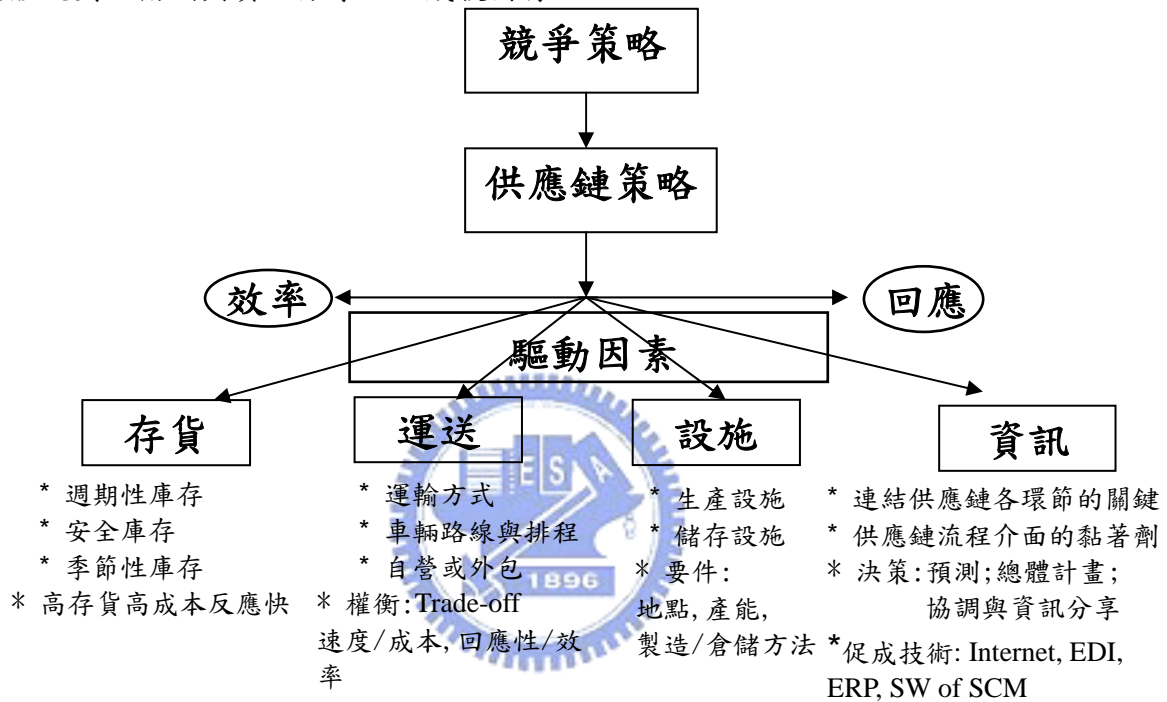 競爭策略
供應鏈策略
效率
回應
驅動因素
存貨
* 週期性庫存
* 安全庫存
* 季節性庫存
* 高存貨高成本反應快
運送
* 運輸方式
* 車輛路線與排程
* 自營或外包
* 權衡:Trade-off
速度/成本, 回應性/效
率
設施
* 生產設施
* 儲存設施
* 要件:
地點, 產能,
製造/倉儲方法
資訊
* 連結供應鏈各環節的關鍵
* 供應鏈流程介面的黏著劑
* 決策:預測;總體計畫;
協調與資訊分享
*促成技術: Internet, EDI,
ERP, SW of SCM
E S A
1896